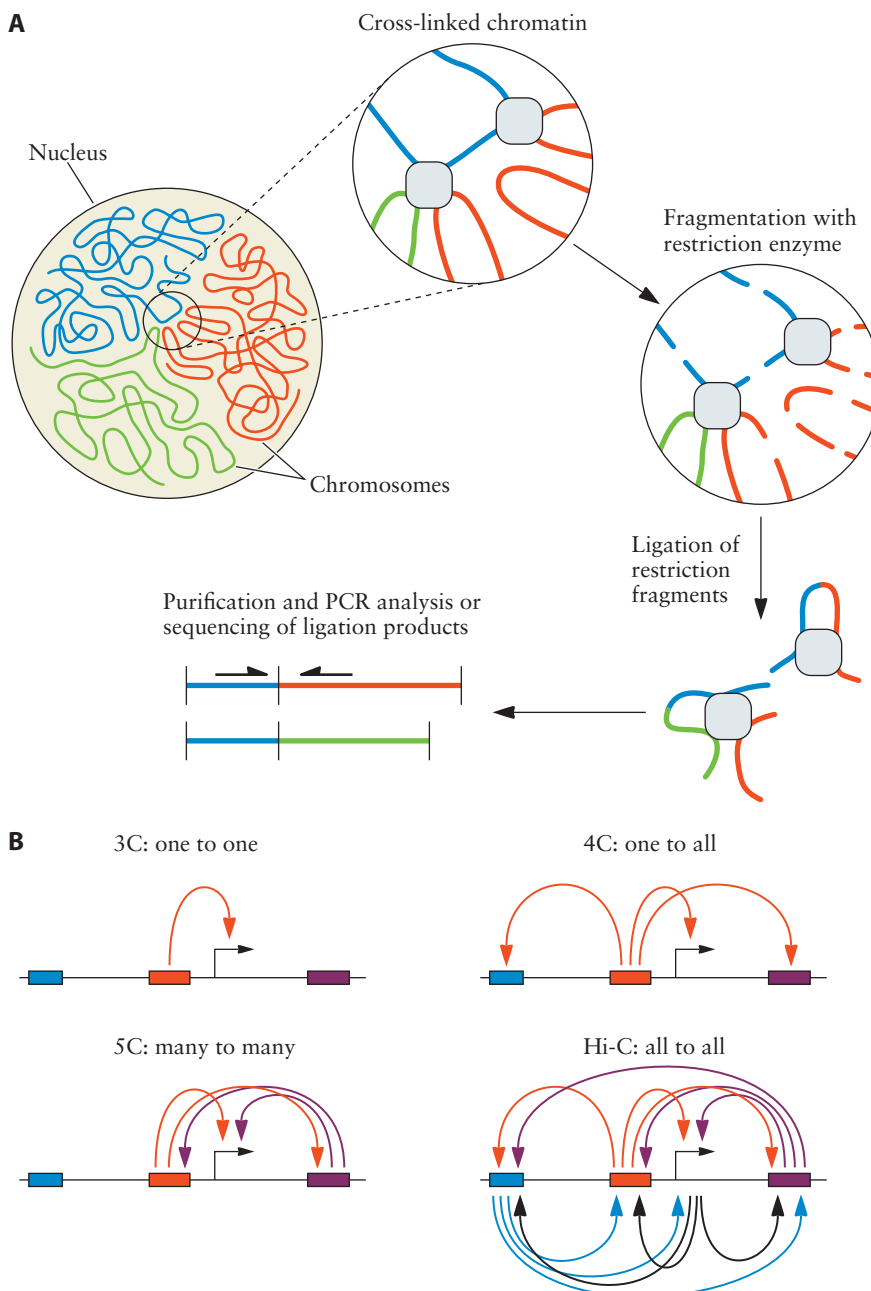 A
Cross-linked chromatin
Nucleus
Fragmentation with
restriction enzyme
Chromosomes
Ligation of
restriction
fragments
Purification and PCR analysis or
sequencing of ligation products
B
3C: one to one
4C: one to all
5C: many to many
Hi-C: all to all